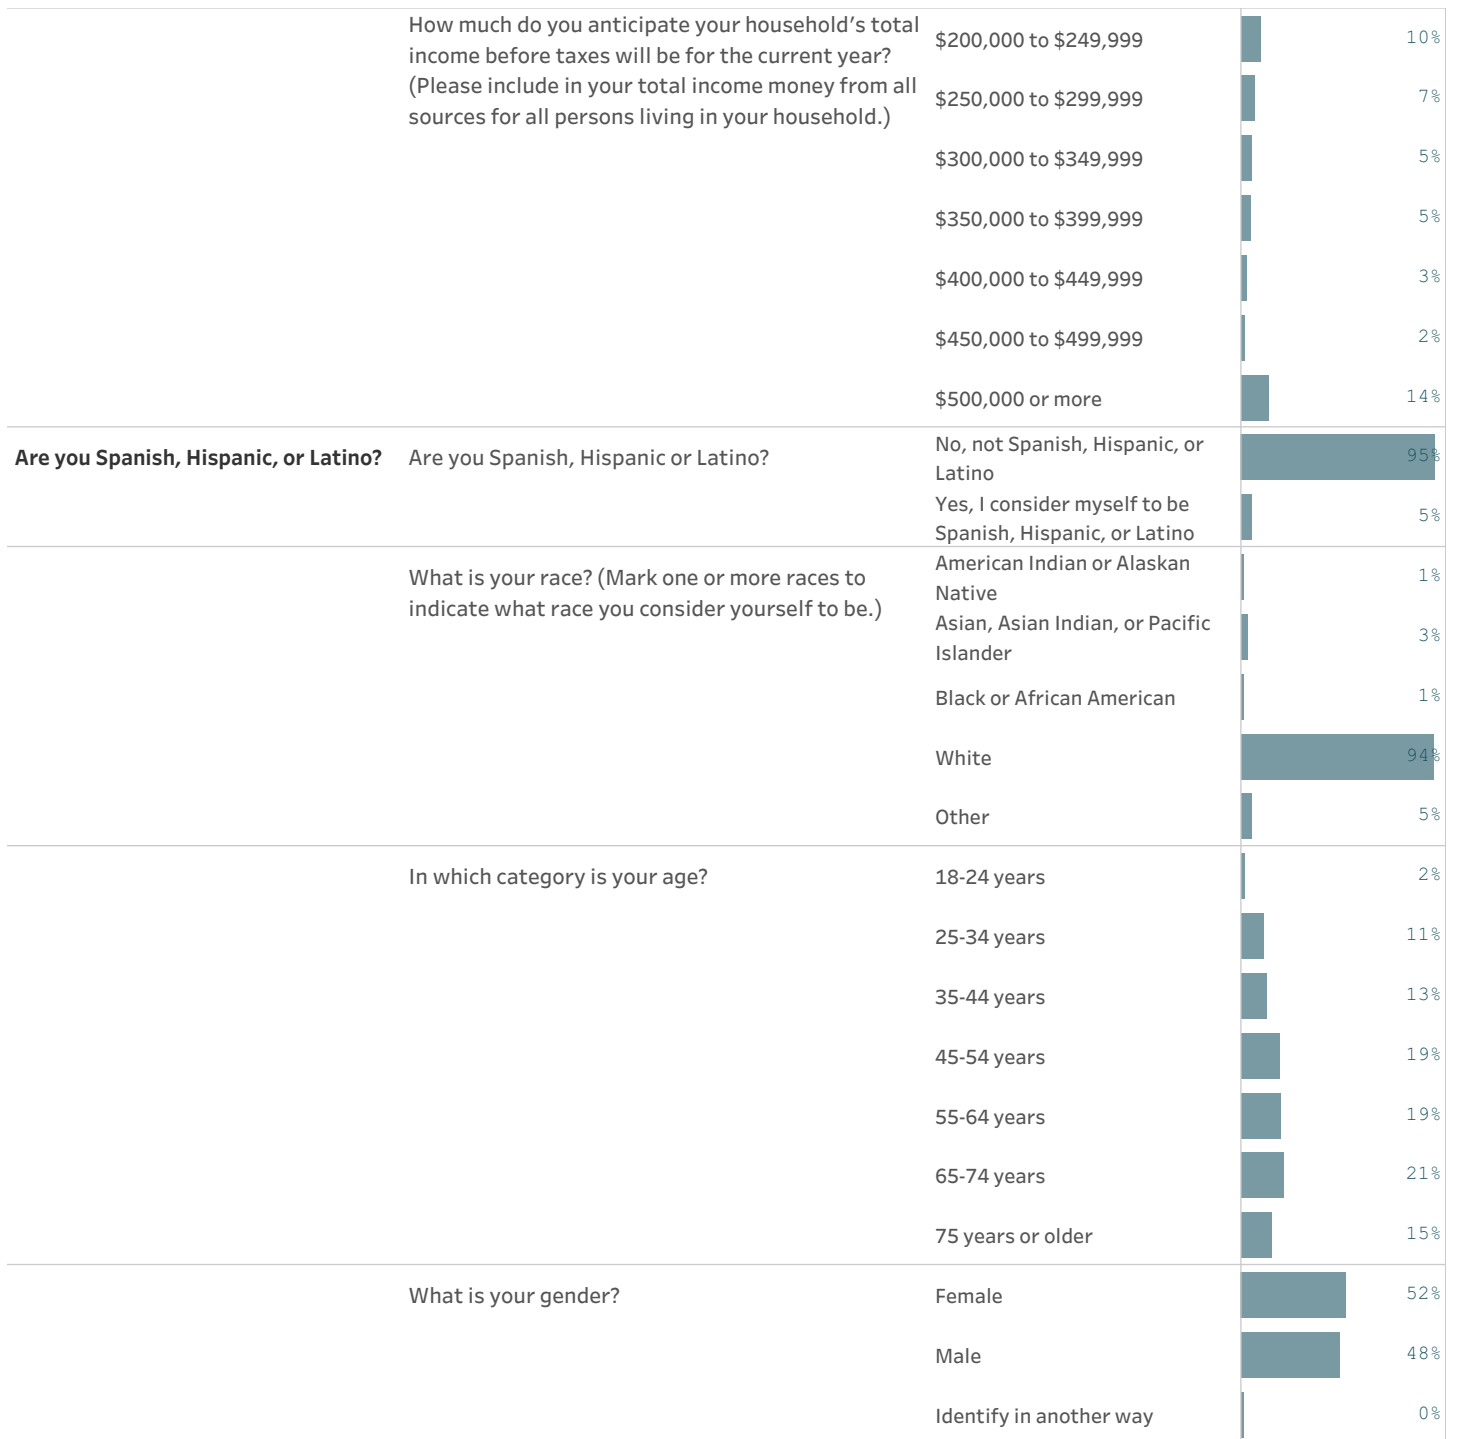 How much do you anticipate your household's total
income before taxes will be for the current year?
(Please include in your total income money from all
sources for all persons living in your household.)
$200,000 to $249,999 10%
$250,000 to $299,999 7%
$300,000 to $349,999 5%
$350,000 to $399,999 5%
$400,000 to $449,999 3%
$450,000 to $499,999 2%
$500,000 or more 14%
Are you Spanish, Hispanic, or Latino?
Are you Spanish, Hispanic or Latino?
No, not Spanish, Hispanic, or
Latino
95%
Yes, I consider myself to be
Spanish, Hispanic, or Latino
5%
What is your race? (Mark one or more races to
indicate what race you consider yourself to be.)
American Indian or Alaskan
Native
1%
Asian, Asian Indian, or Pacific
Islander
3%
Black or African American 1%
White 94%
Other 5%
In which category is your age?
18-24 years 2%
25-34 years 11%
35-44 years 13%
45-54 years 19%
55-64 years 19%
65-74 years 21%
75 years or older 15%
What is your gender?
Female 52%
Male 48%
Identify in another way 0%